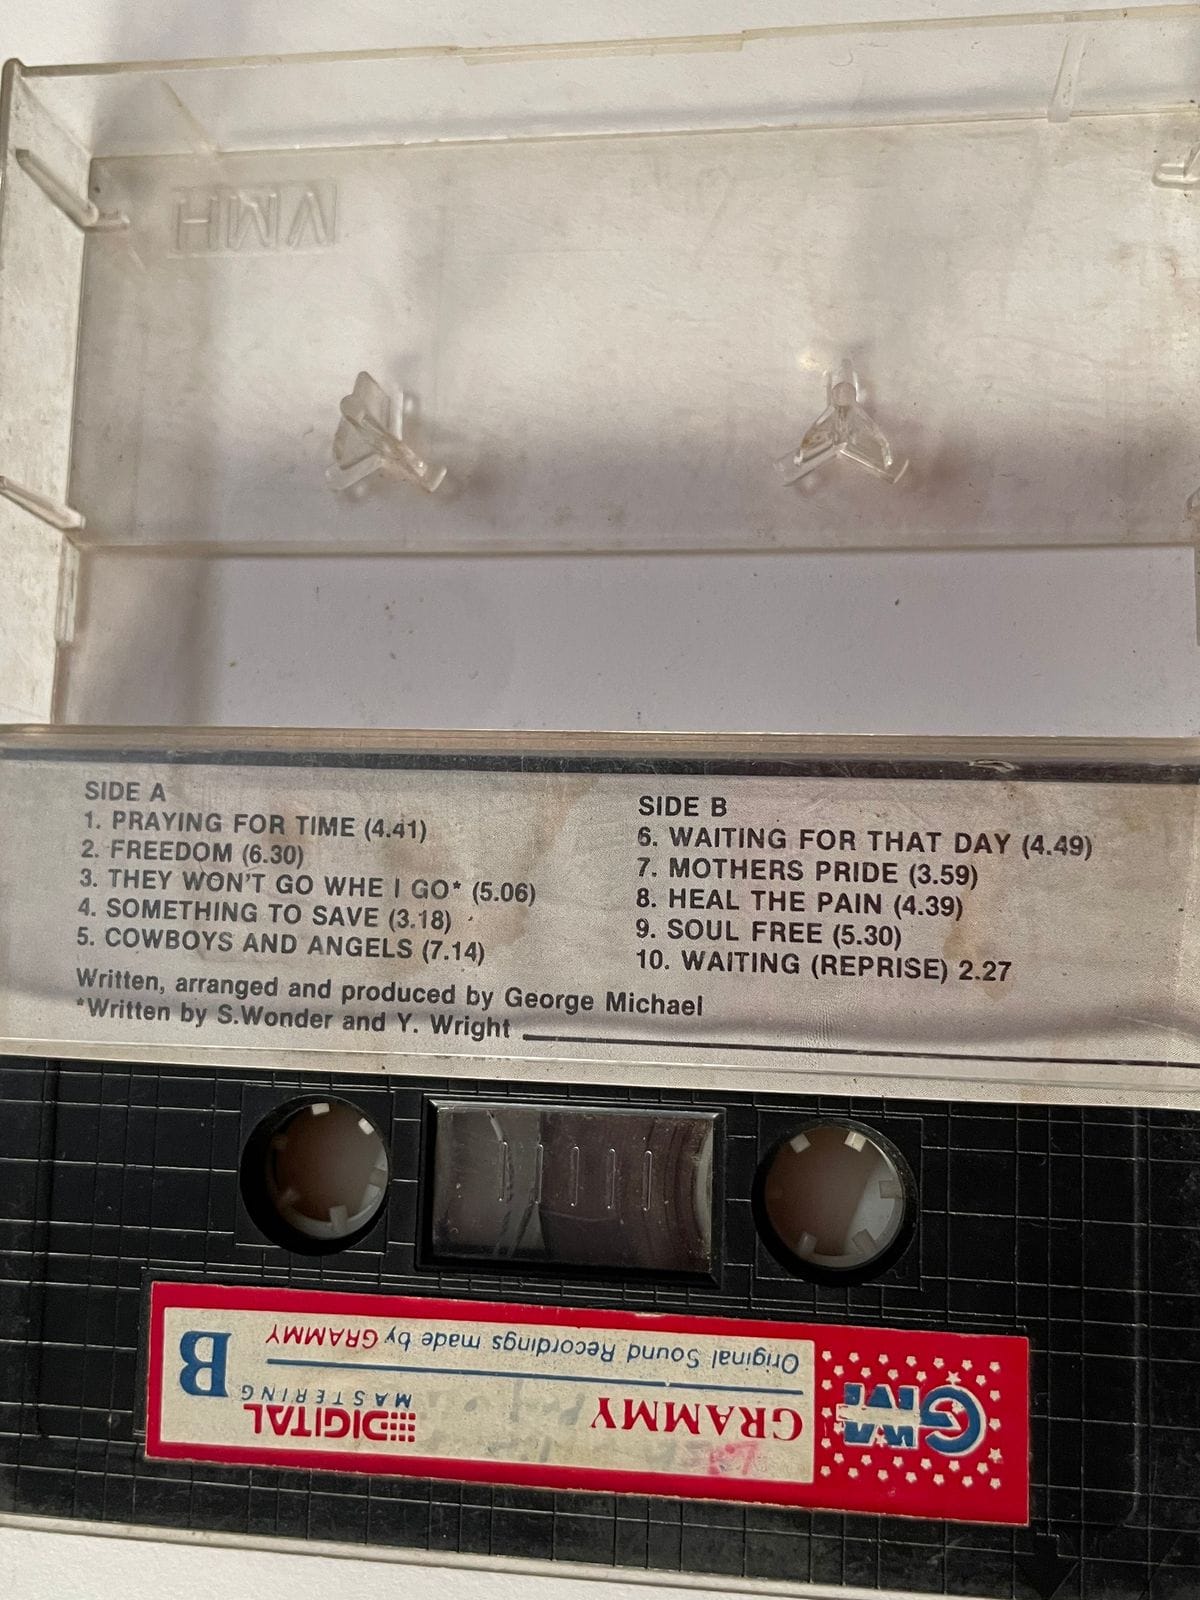 VMH
SIDE A
1. PRAYING FOR TIME (4.41)
2. FREEDOM (6.30)
3. THEY WON'T GO WHE I GO* (5.06)
4. SOMETHING TO SAVE (3.18)
5. COWBOYS AND ANGELS (7.14)
SIDE B
6. WAITING FOR THAT DAY (4.49)
7. MOTHERS PRIDE (3.59)
8. HEAL THE PAIN (4.39)
9. SOUL FREE (5.30)
10. WAITING (REPRISE) 2.27
Written, arranged and produced by George Michael
*Written by S.Wonder and Y. Wright
GM
GRAMMY
DIGITAL
MASTERING
Original Sound Recordings made by GRAMMY
B